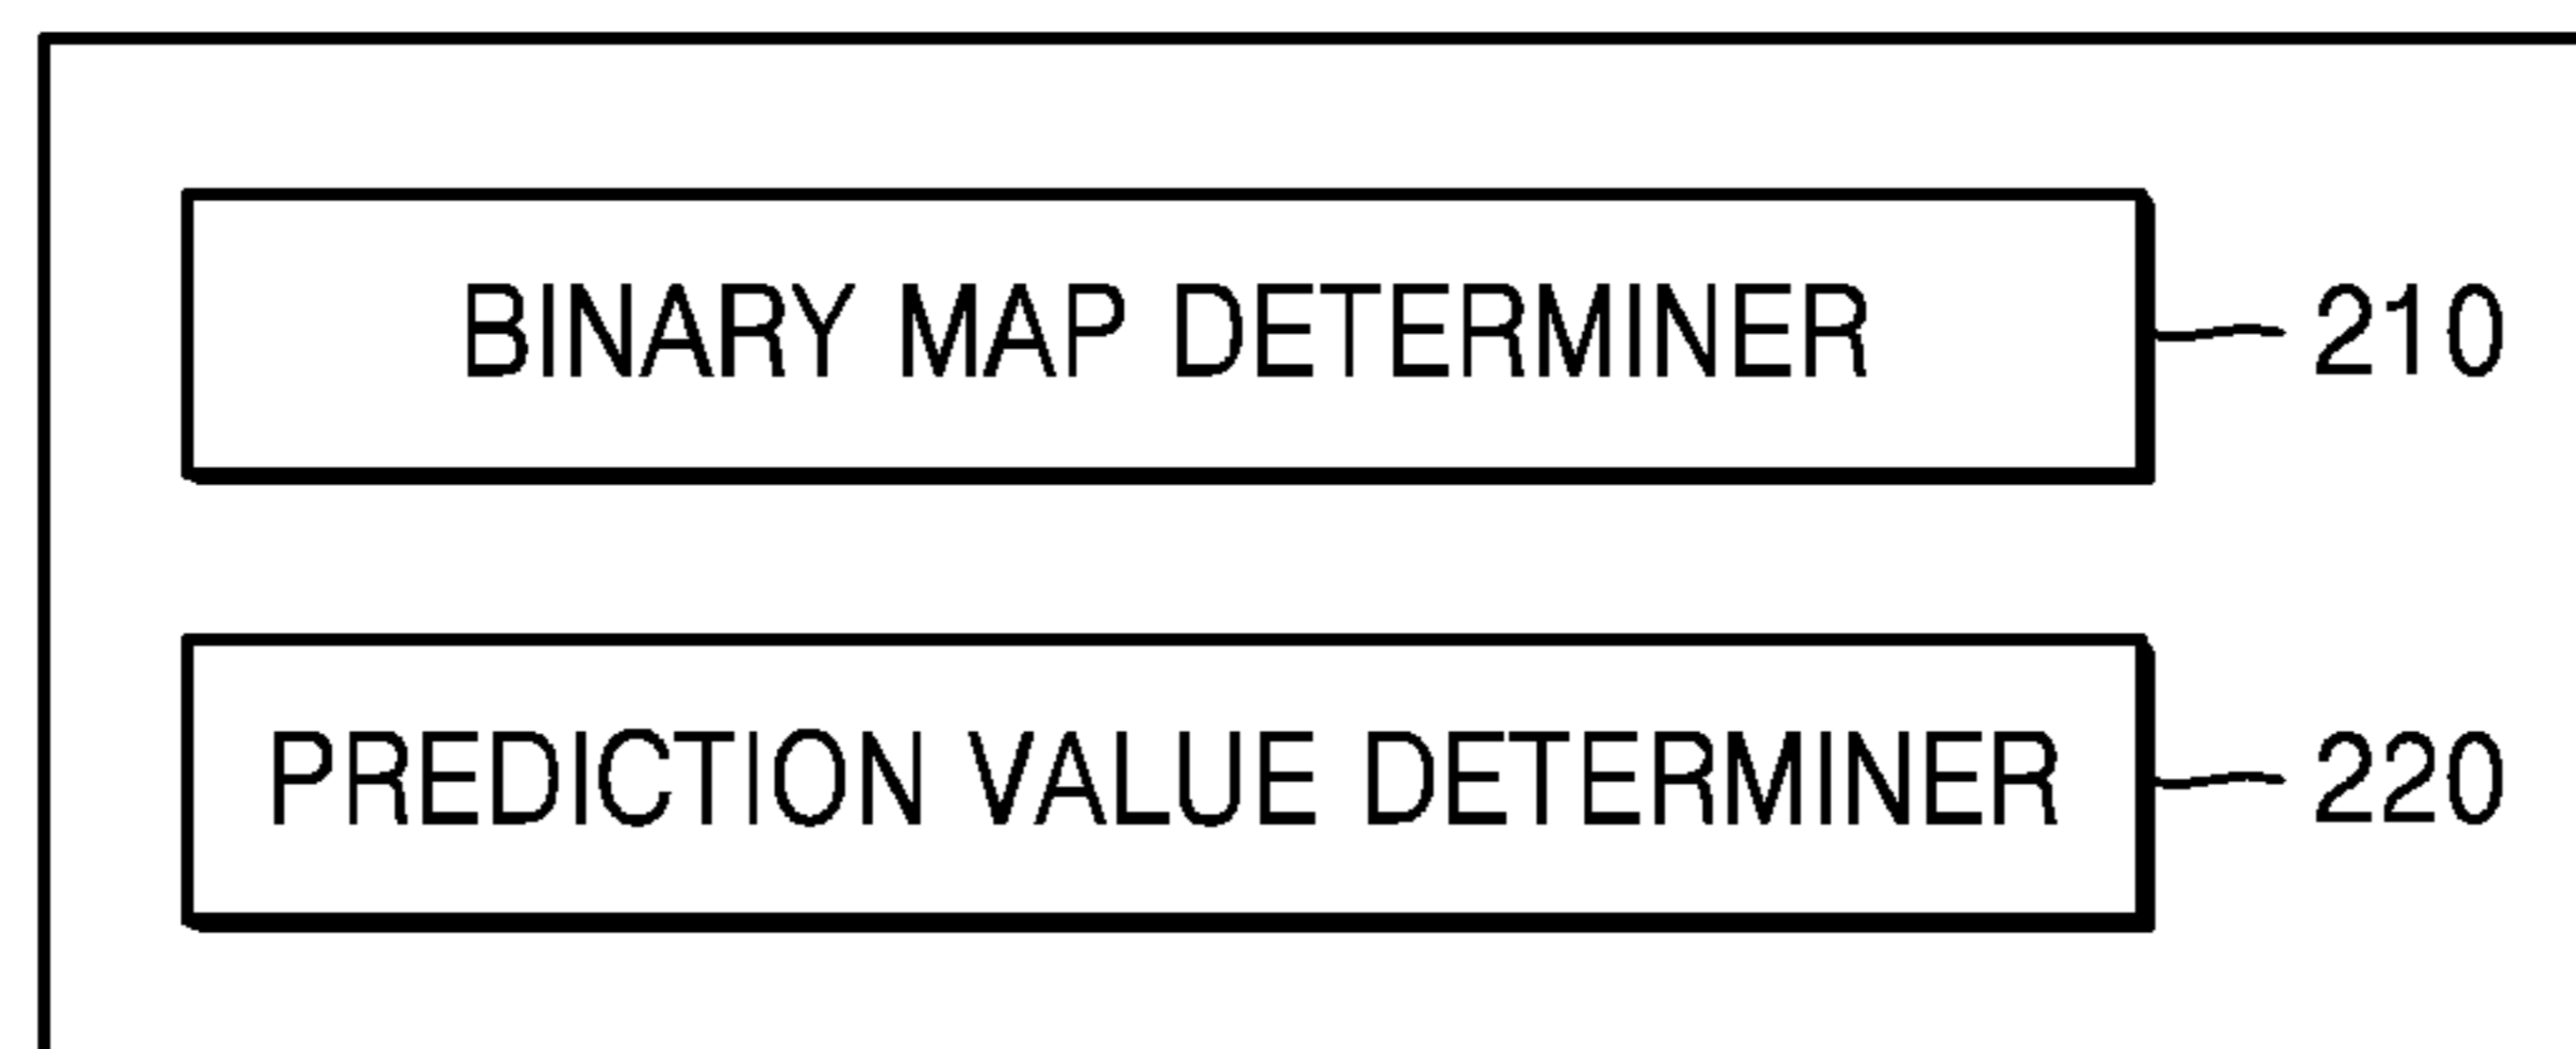 BINARY MAP DETERMINER 210
PREDICTION VALUE DETERMINER 220